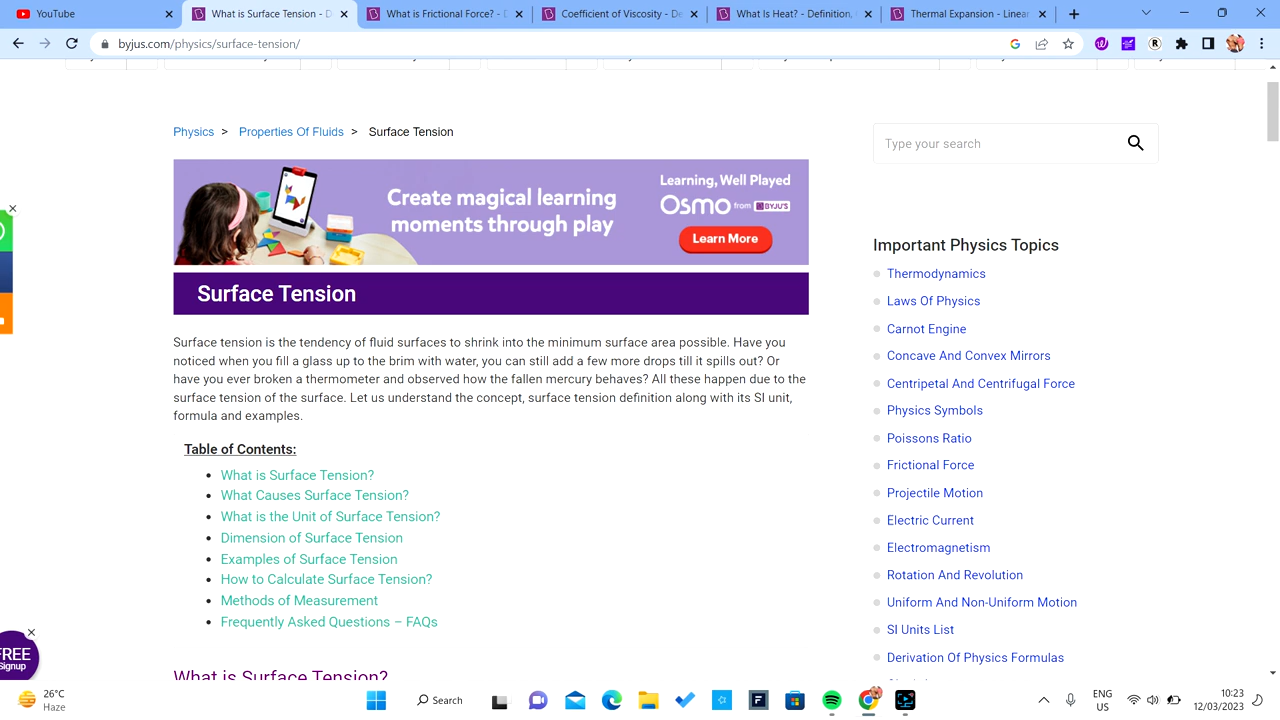 YouTube
What is Force? - D
Coefficient of Viscosity - De
What is Heat? - Definition,
byjus.com/physics/surface-tension/
Physics > Properties Of Fluids > Surface Tension
Type your search
Create magical learning
moments through play
Learning, Well Played
Osmo from BYJU'S
Learn More
Surface Tension
Surface tension is the tendency of fluid surfaces to shrink into the minimum surface area possible. Have you
noticed when you fill a glass up to the brim with water, you can still add a few more drops till it spills out? Or
have you ever broken a thermometer and observed how the fallen mercury behaves? All these happen due to the
surface tension of the surface. Let us understand the concept, surface tension definition along with its SI unit,
formula and examples.
Table of Contents:
What is Surface Tension?
What Causes Surface Tension?
What is the Unit of Surface Tension?
Dimension of Surface Tension
Examples of Surface Tension
How to Calculate Surface Tension?
Methods of Measurement
Frequently Asked Questions – FAQs
What is Surface Tension?
Important Physics Topics
Thermodynamics
Laws Of Physics
Carnot Engine
Concave And Convex Mirrors
Centripetal And Centrifugal Force
Physics Symbols
Poissons Ratio
Frictional Force
Projectile Motion
Electric Current
Electromagnetism
Rotation And Revolution
Uniform And Non-Uniform Motion
SI Units List
Derivation Of Physics Formulas
FREE
Signup
26°C
Haze
Search
ENG
US
8:23
12/03/2023